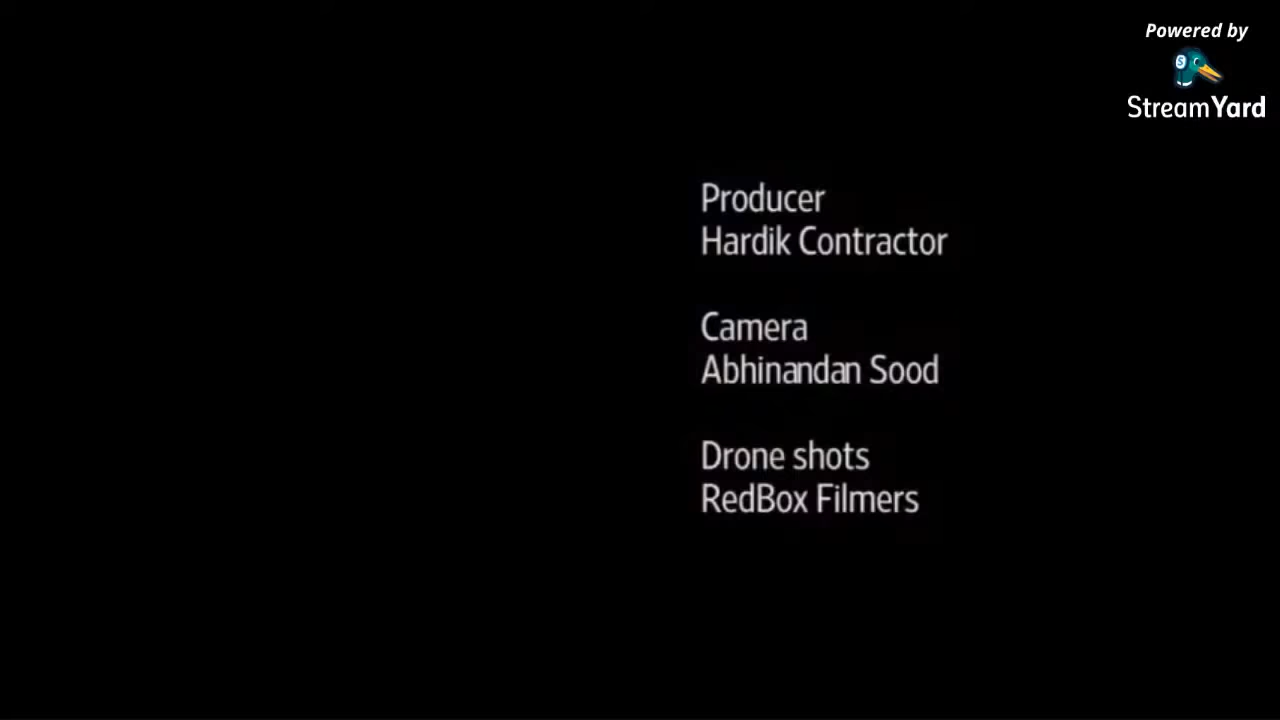 Powered by
StreamYard
Producer
Hardik Contractor
Camera
Abhinandan Sood
Drone shots
RedBox Filmers